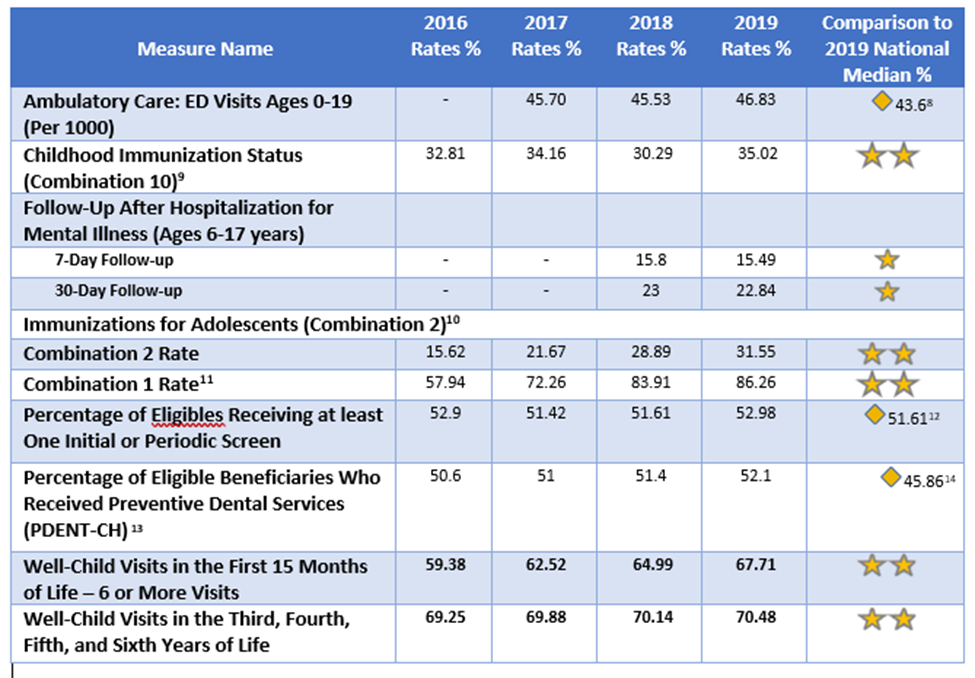 Measure Name 2016 Rates % 2017 Rates % 2018 Rates % 2019 Rates % Comparison to 2019 National Median %
Ambulatory Care: ED Visits Ages 0-19 (Per 1000) - 45.70 45.53 46.83 43.6⁸
Childhood Immunization Status (Combination 10)⁹ 32.81 34.16 30.29 35.02
Follow-Up After Hospitalization for Mental Illness (Ages 6-17 years)
7-Day Follow-up - - 15.8 15.49
30-Day Follow-up - - 23 22.84
Immunizations for Adolescents (Combination 2)¹⁰
Combination 2 Rate 15.62 21.67 28.89 31.55
Combination 1 Rate¹¹ 57.94 72.26 83.91 86.26
Percentage of Eligibles Receiving at least One Initial or Periodic Screen 52.9 51.42 51.61 52.98 51.61¹²
Percentage of Eligible Beneficiaries Who Received Preventive Dental Services (PDENT-CH) ¹³ 50.6 51 51.4 52.1 45.86¹⁴
Well-Child Visits in the First 15 Months of Life – 6 or More Visits 59.38 62.52 64.99 67.71
Well-Child Visits in the Third, Fourth, Fifth, and Sixth Years of Life 69.25 69.88 70.14 70.48